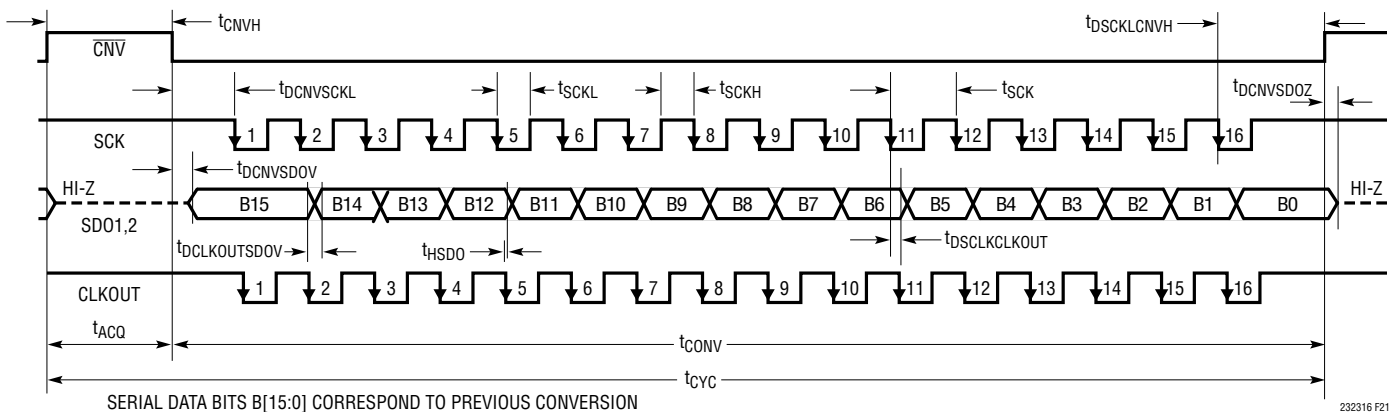 tCNVH
tDSCKLCNVH
CNV
tDCNVSCKL
tSCKL
tSCKH
tSCK
tDCNVSDOZ
SCK
1 2 3 4 5 6 7 8 9 10 11 12 13 14 15 16
tDCNVSDOV
HI-Z
HI-Z
SDO1,2
B15 B14 B13 B12 B11 B10 B9 B8 B7 B6 B5 B4 B3 B2 B1 B0
tDCLKOUTSDOV
tHSDO
tDSCLKCLKOUT
CLKOUT
1 2 3 4 5 6 7 8 9 10 11 12 13 14 15 16
tACQ
tCONV
tCYC
SERIAL DATA BITS B[15:0] CORRESPOND TO PREVIOUS CONVERSION
232316 F21